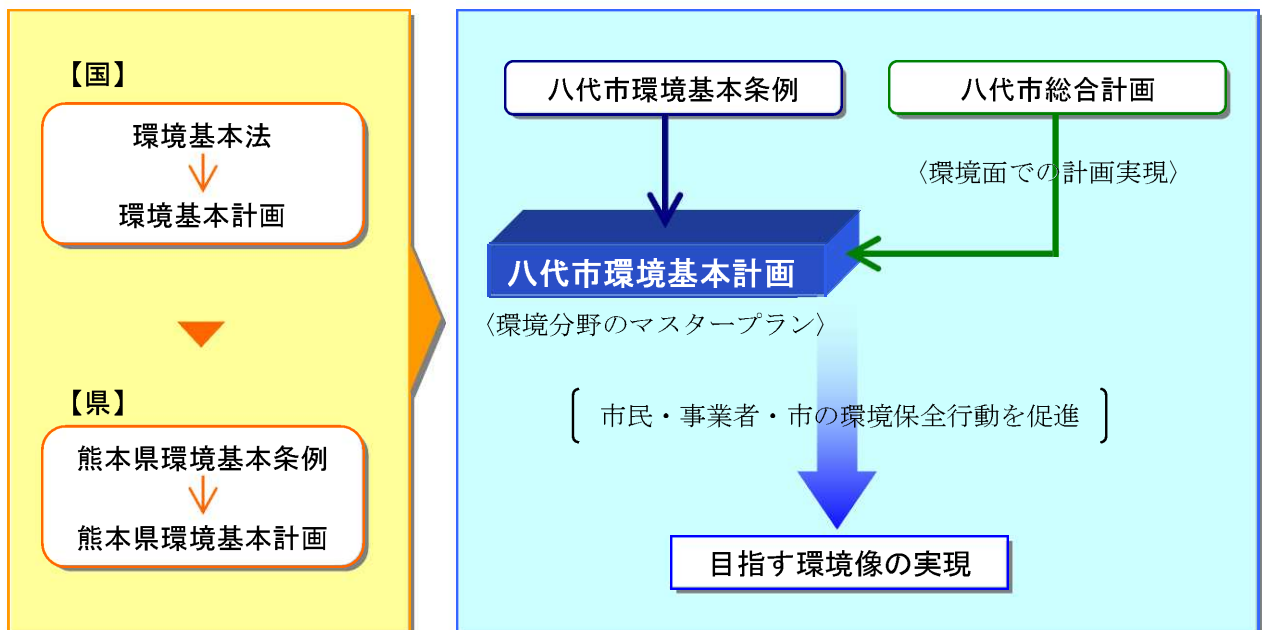 【国】
環境基本法
環境基本計画
【県】
熊本県環境基本条例
熊本県環境基本計画
八代市環境基本条例
八代市総合計画
〈環境面での計画実現〉
八代市環境基本計画
〈環境分野のマスタープラン〉
市民・事業者・市の環境保全行動を促進
目指す環境像の実現